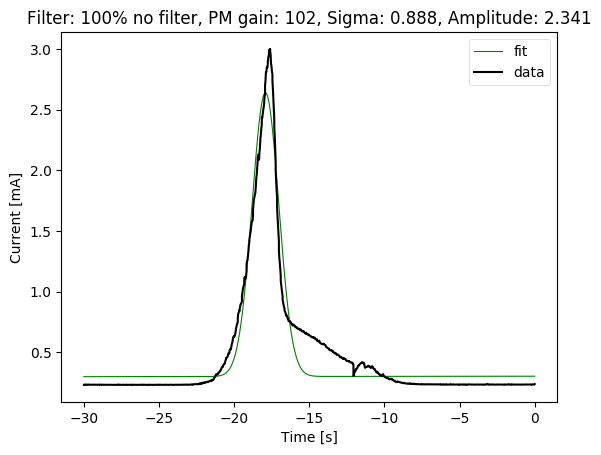 Filter: 100% no filter, PM gain: 102, Sigma: 0.888, Amplitude: 2.341
fit
data
3.0
2.5
2.0
1.5
1.0
0.5
Current [mA]
−30
−25
−20
−15
−10
−5
0
Time [s]